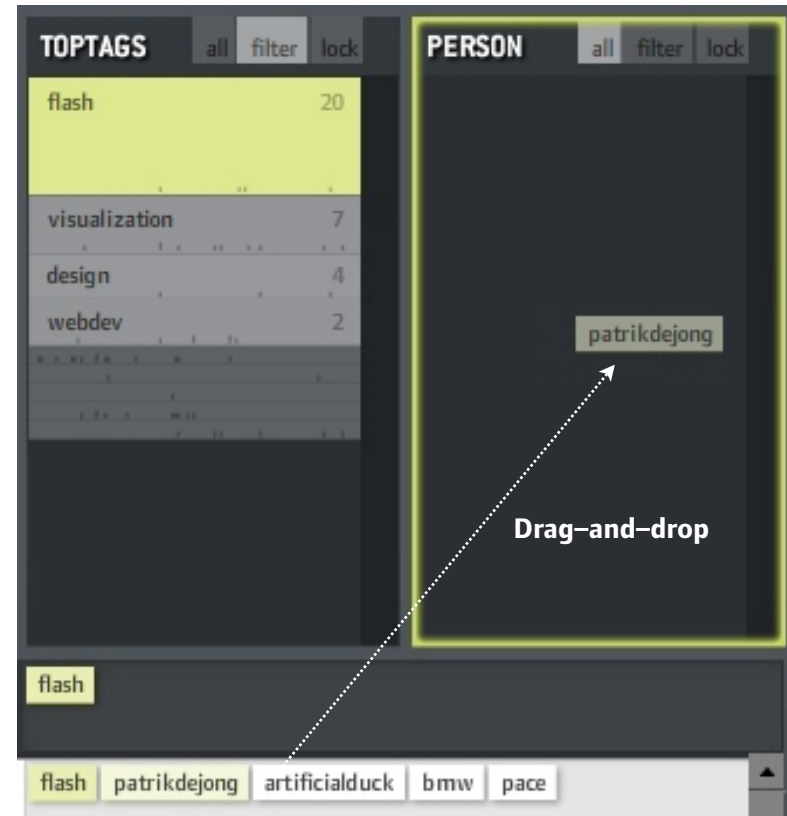 TOPTAGS all filter lock
flash 20
visualization 7
design 4
webdev 2
PERSON all filter lock
patrikdejong
Drag–and–drop
flash
flash patrikdejong artificialduck bmw pace